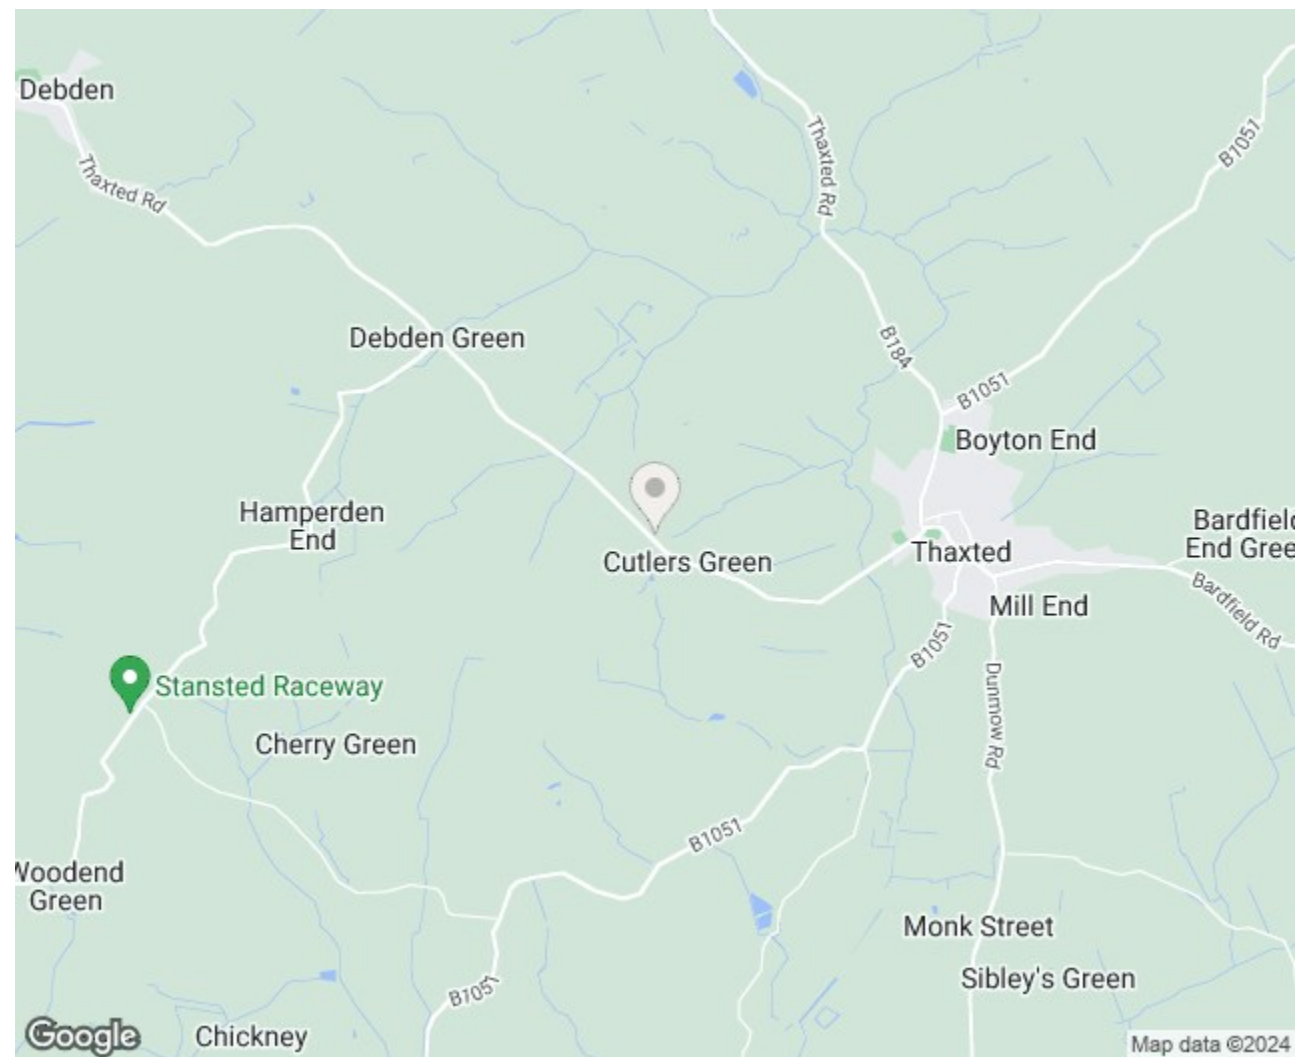 Debden
Thaxted Rd
Thaxted Rd
B1051
Debden Green
B184
B1051
Boyton End
Hamperden
End
Bardfield
End Gree
Cutlers Green
Thaxted
Mill End
Bardfield Rd
B1051
Stansted Raceway
Dunmow Rd
Cherry Green
B1051
Woodend
Green
Monk Street
Sibley's Green
B1051
Chickney
Google
Map data ©2024